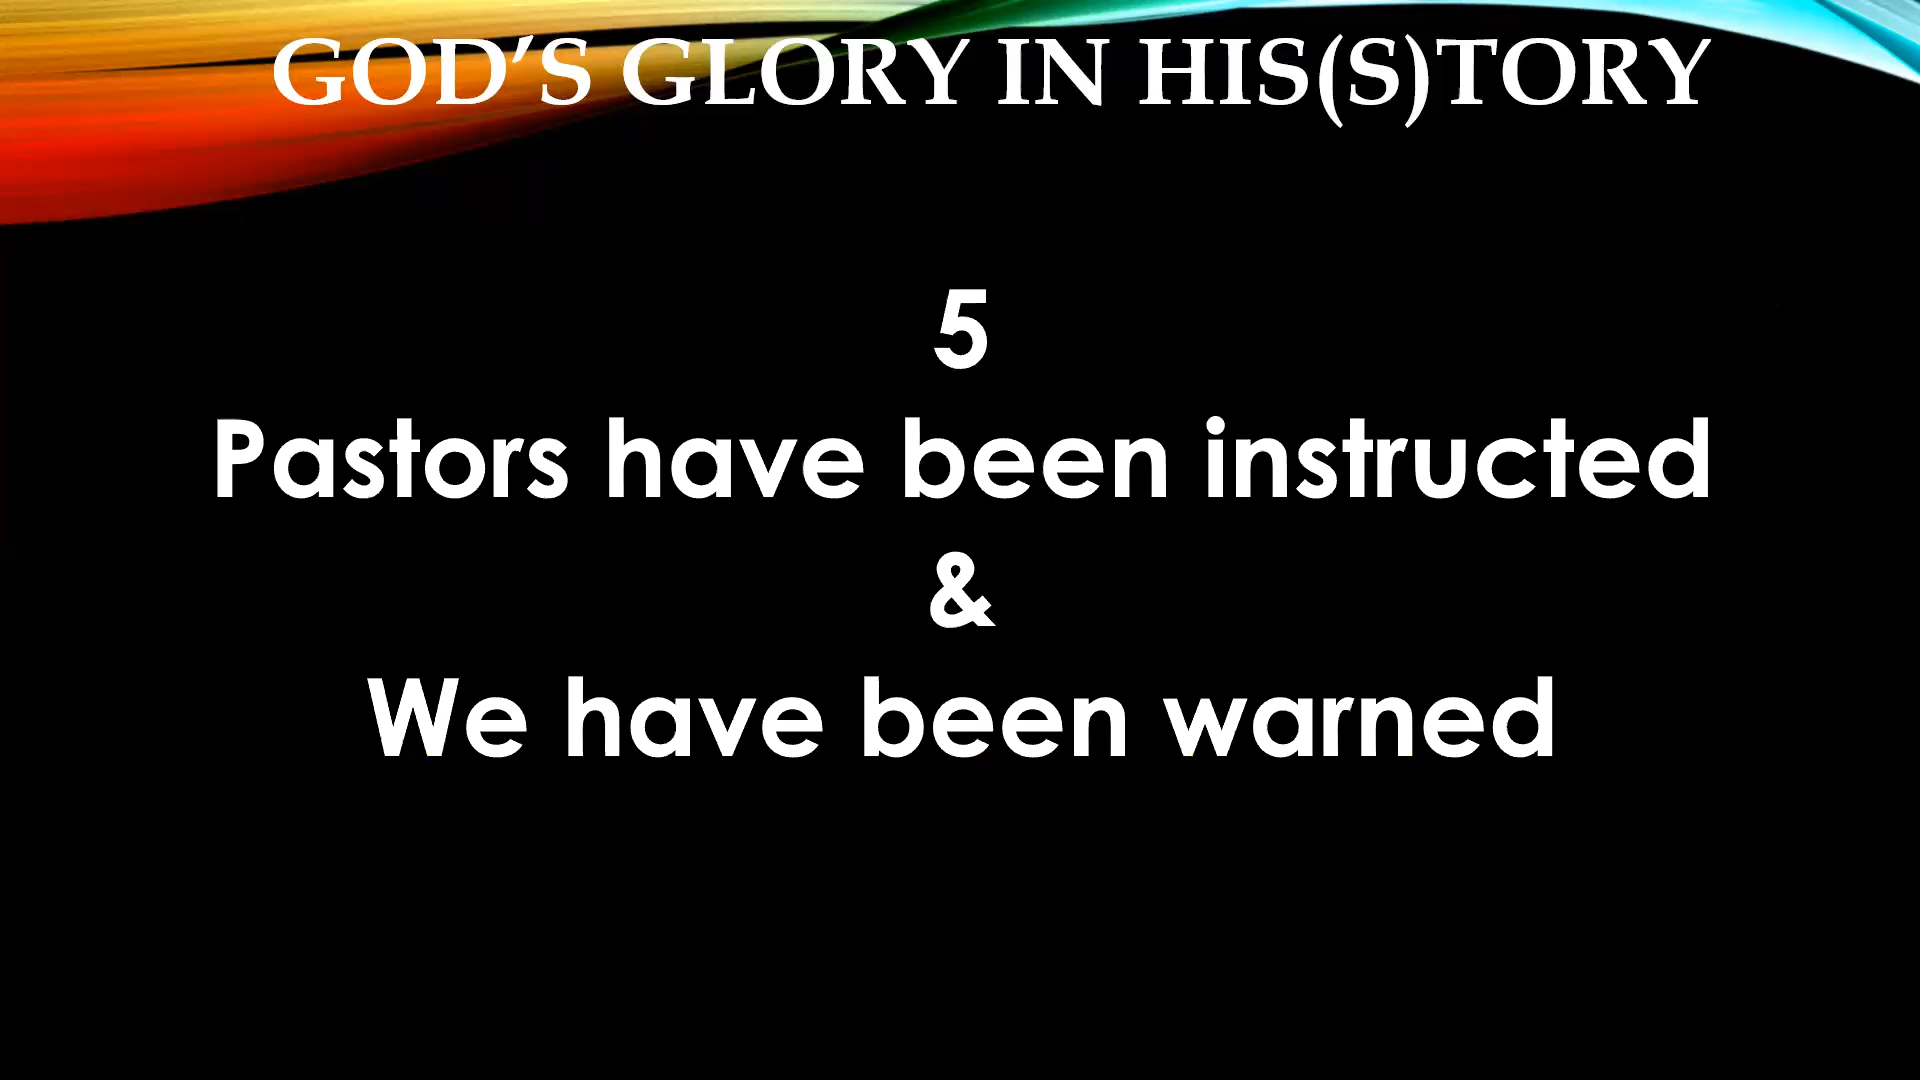 GOD’S GLORY IN HIS(S)TORY
5
Pastors have been instructed
&
We have been warned